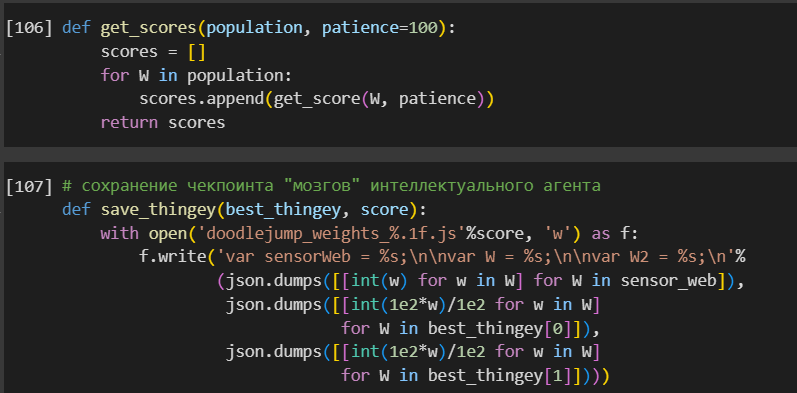 [106] def get_scores(population, patience=100):
scores = []
for W in population:
scores.append(get_score(W, patience))
return scores
[107] # сохранение чекпоинта "мозгов" интеллектуального агента
def save_thingey(best_thingey, score):
with open('doodlejump_weights_%.1f.js'%score, 'w') as f:
f.write('var sensorWeb = %s;\n\nvar W = %s;\n\nvar W2 = %s;\n'%
(json.dumps([[int(w) for w in W] for W in sensor_web]),
json.dumps([[int(1e2*w)/1e2 for w in W]
for W in best_thingey[0]]),
json.dumps([[int(1e2*w)/1e2 for w in W]
for W in best_thingey[1]])))